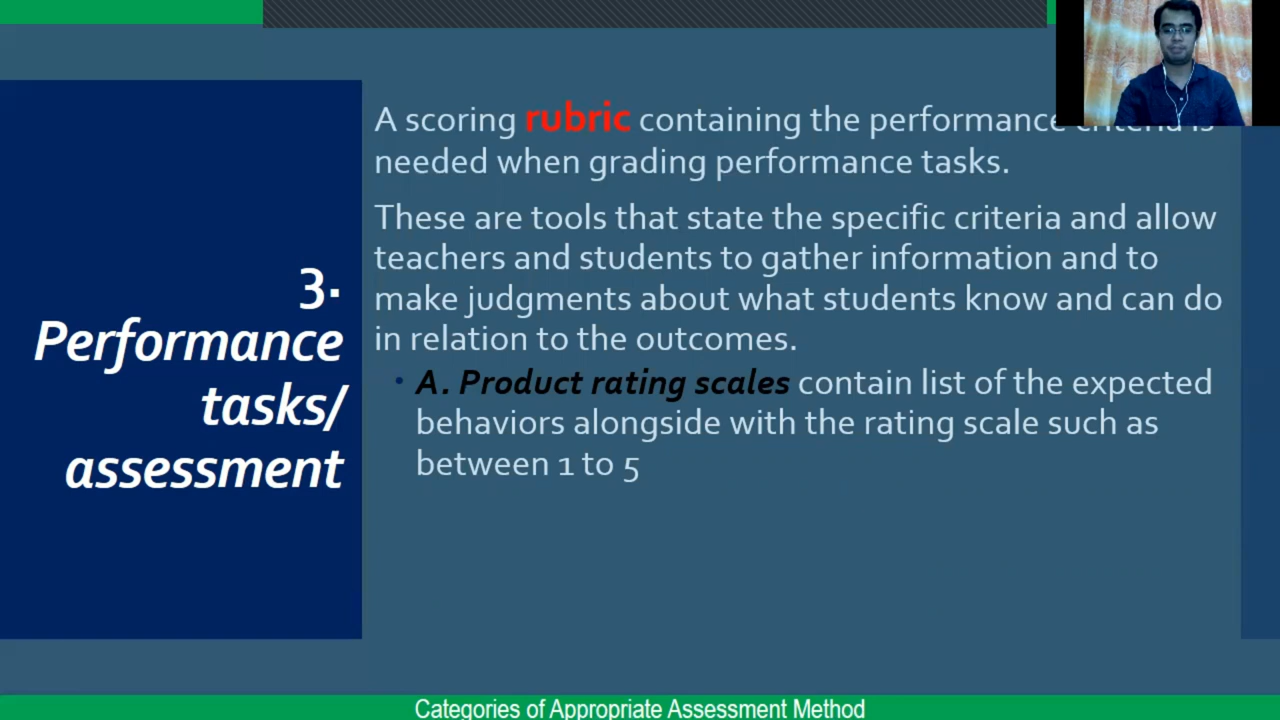 3.
Performance
tasks/
assessment
A scoring rubric containing the performance criteria is
needed when grading performance tasks.
These are tools that state the specific criteria and allow
teachers and students to gather information and to
make judgments about what students know and can do
in relation to the outcomes.
• A. Product rating scales contain list of the expected
behaviors alongside with the rating scale such as
between 1 to 5
Categories of Appropriate Assessment Method